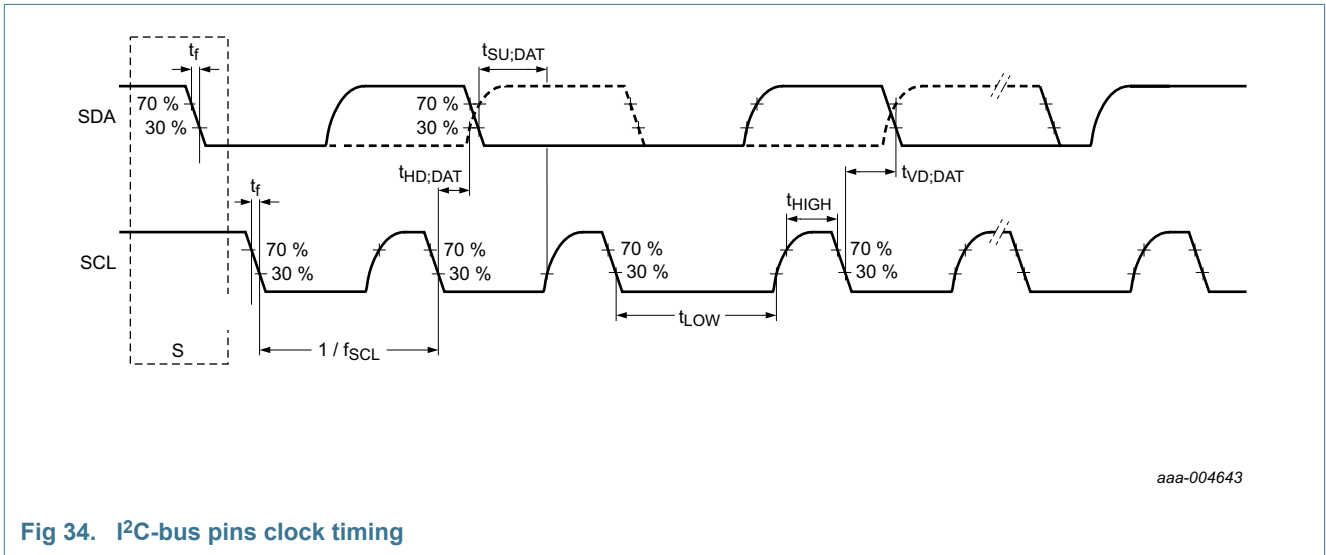 tf
tSU;DAT
70 %
30 %
SDA
70 %
30 %
tHD;DAT
tf
tVD;DAT
tHIGH
SCL
70 %
30 %
70 %
30 %
70 %
30 %
70 %
30 %
tLOW
S
1 / fSCL
aaa-004643
Fig 34. I²C-bus pins clock timing